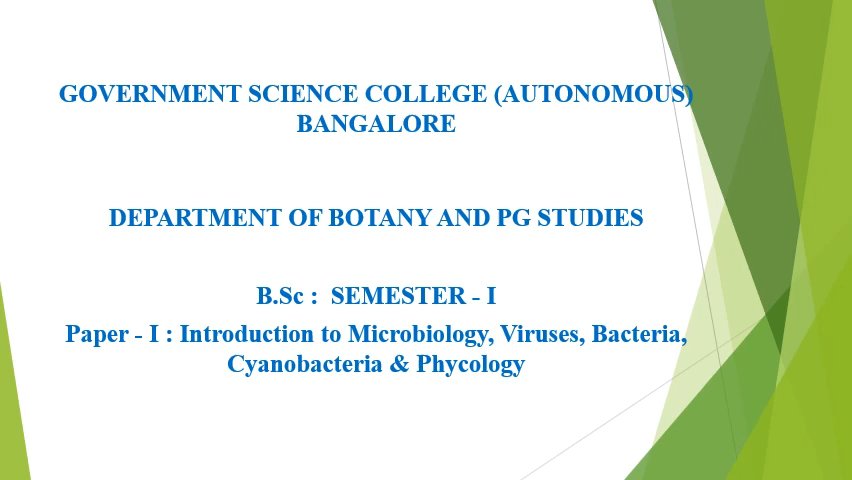 GOVERNMENT SCIENCE COLLEGE (AUTONOMOUS)
BANGALORE
DEPARTMENT OF BOTANY AND PG STUDIES
B.Sc : SEMESTER - I
Paper - I : Introduction to Microbiology, Viruses, Bacteria,
Cyanobacteria & Phycology